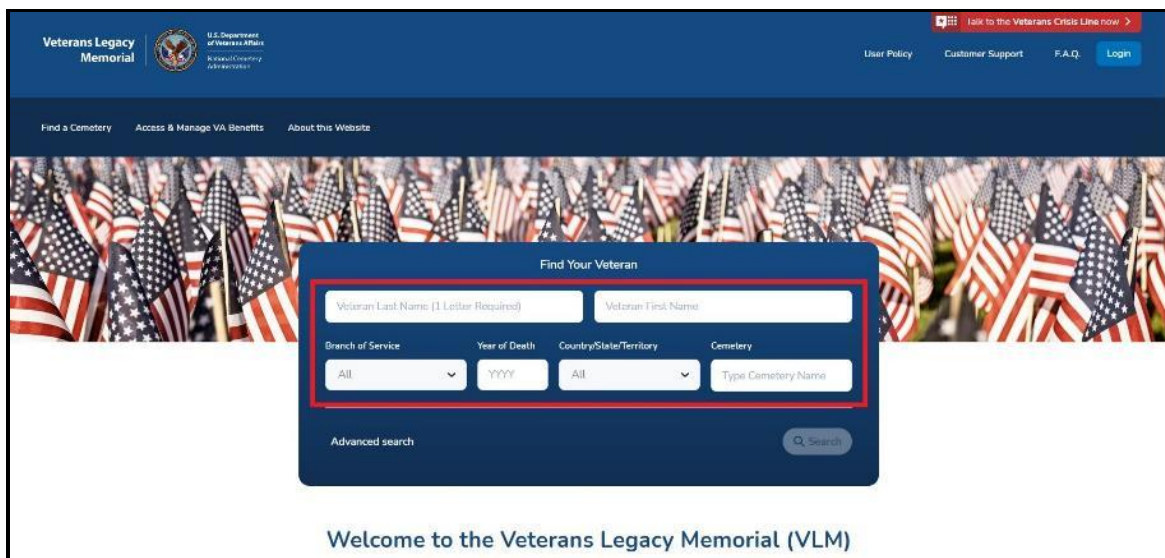 Talk to the Veterans Crisis Line now >
Veterans Legacy
Memorial
U.S. Department
of Veterans Affairs
National Cemetery
Administration
User Policy Customer Support F.A.Q. Login
Find a Cemetery Access & Manage VA Benefits About this Website
Find Your Veteran
Veteran Last Name (1 Letter Required) Veteran First Name
Branch of Service Year of Death Country/State/Territory Cemetery
All YYYY All Type Cemetery Name
Advanced search Search
Welcome to the Veterans Legacy Memorial (VLM)